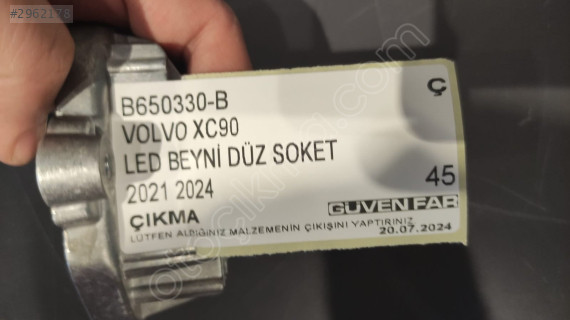 #2962178
B650330-B Ç
VOLVO XC90
LED BEYNİ DÜZ SOKET
2021 2024 45
ÇIKMA GÜVEN FAR
LÜTFEN ALDIĞINIZ MALZEMENİN ÇIKIŞINI YAPTIRINIZ
20.07.2024